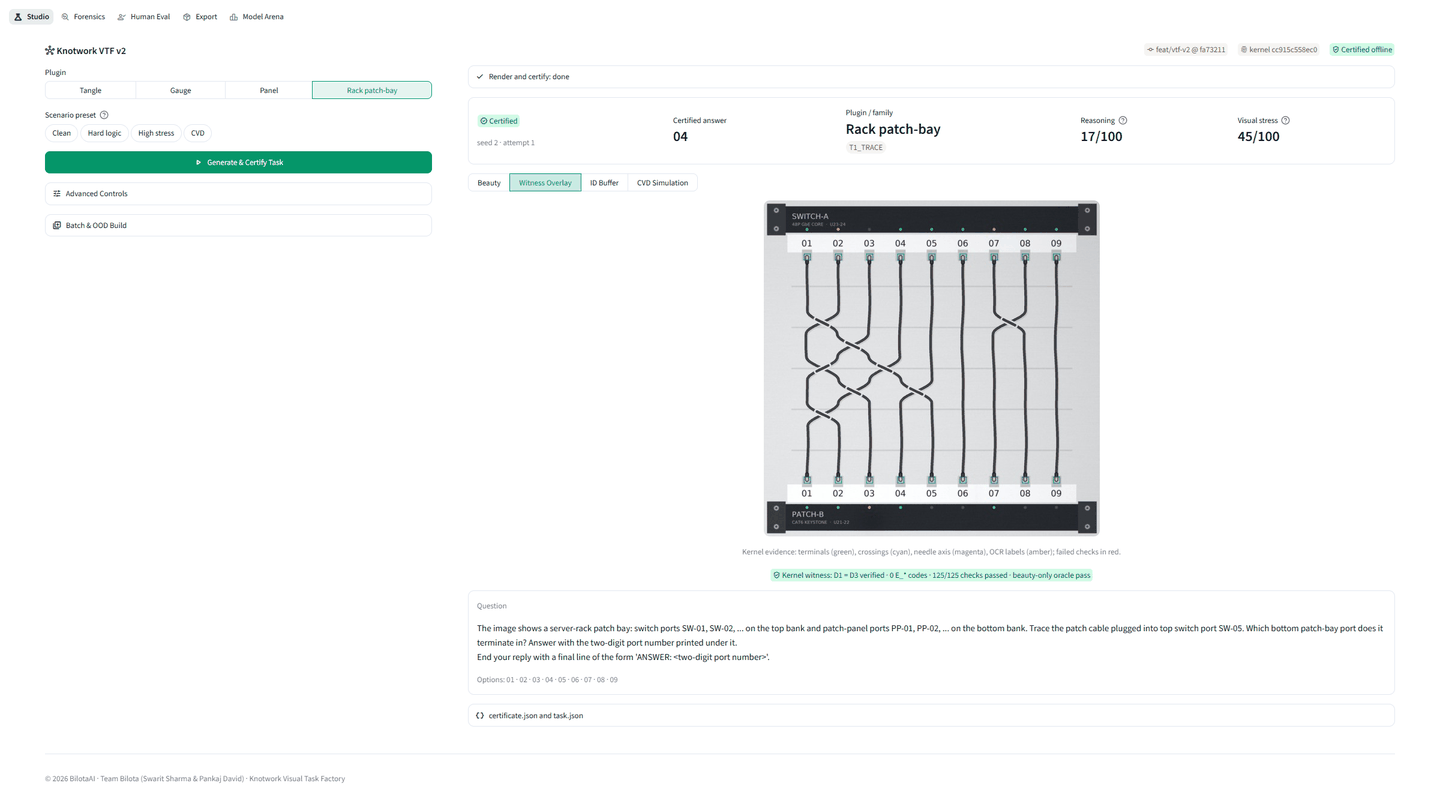 Studio
Forensics
Human Eval
Export
Model Arena
Knotwork VTF v2
feat/vtf-v2 @ fa73211
kernel cc915c558ec0
Certified offline
Plugin
Tangle
Gauge
Panel
Rack patch-bay
Scenario preset
Clean
Hard logic
High stress
CVD
Generate & Certify Task
Advanced Controls
Batch & OOD Build
Render and certify: done
Certified
seed 2 · attempt 1
Certified answer
04
Plugin / family
Rack patch-bay
T1_TRACE
Reasoning
17/100
Visual stress
45/100
Beauty
Witness Overlay
ID Buffer
CVD Simulation
SWITCH-A
48P GbE CORE · U23-24
01 02 03 04 05 06 07 08 09
01 02 03 04 05 06 07 08 09
PATCH-B
CAT6 KEYSTONE · U21-22
Kernel evidence: terminals (green), crossings (cyan), needle axis (magenta), OCR labels (amber); failed checks in red.
Kernel witness: D1 = D3 verified · 0 E_* codes · 125/125 checks passed · beauty-only oracle pass
Question
The image shows a server-rack patch bay: switch ports SW-01, SW-02, ... on the top bank and patch-panel ports PP-01, PP-02, ... on the bottom bank. Trace the patch cable plugged into top switch port SW-05. Which bottom patch-bay port does it
terminate in? Answer with the two-digit port number printed under it.
End your reply with a final line of the form 'ANSWER: <two-digit port number>'.
Options: 01 · 02 · 03 · 04 · 05 · 06 · 07 · 08 · 09
certificate.json and task.json
© 2026 BilotaAI · Team Bilota (Swarit Sharma & Pankaj David) · Knotwork Visual Task Factory